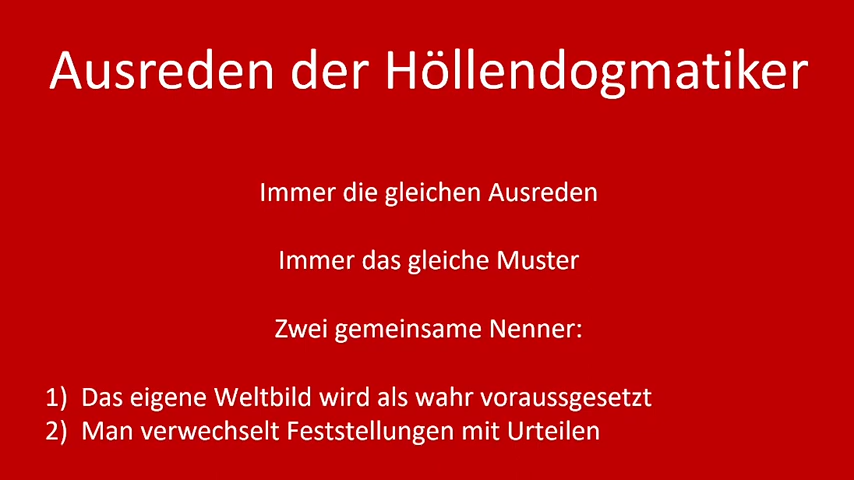 Ausreden der Höllendogmatiker
Immer die gleichen Ausreden
Immer das gleiche Muster
Zwei gemeinsame Nenner:
1) Das eigene Weltbild wird als wahr voraussgesetzt
2) Man verwechselt Feststellungen mit Urteilen